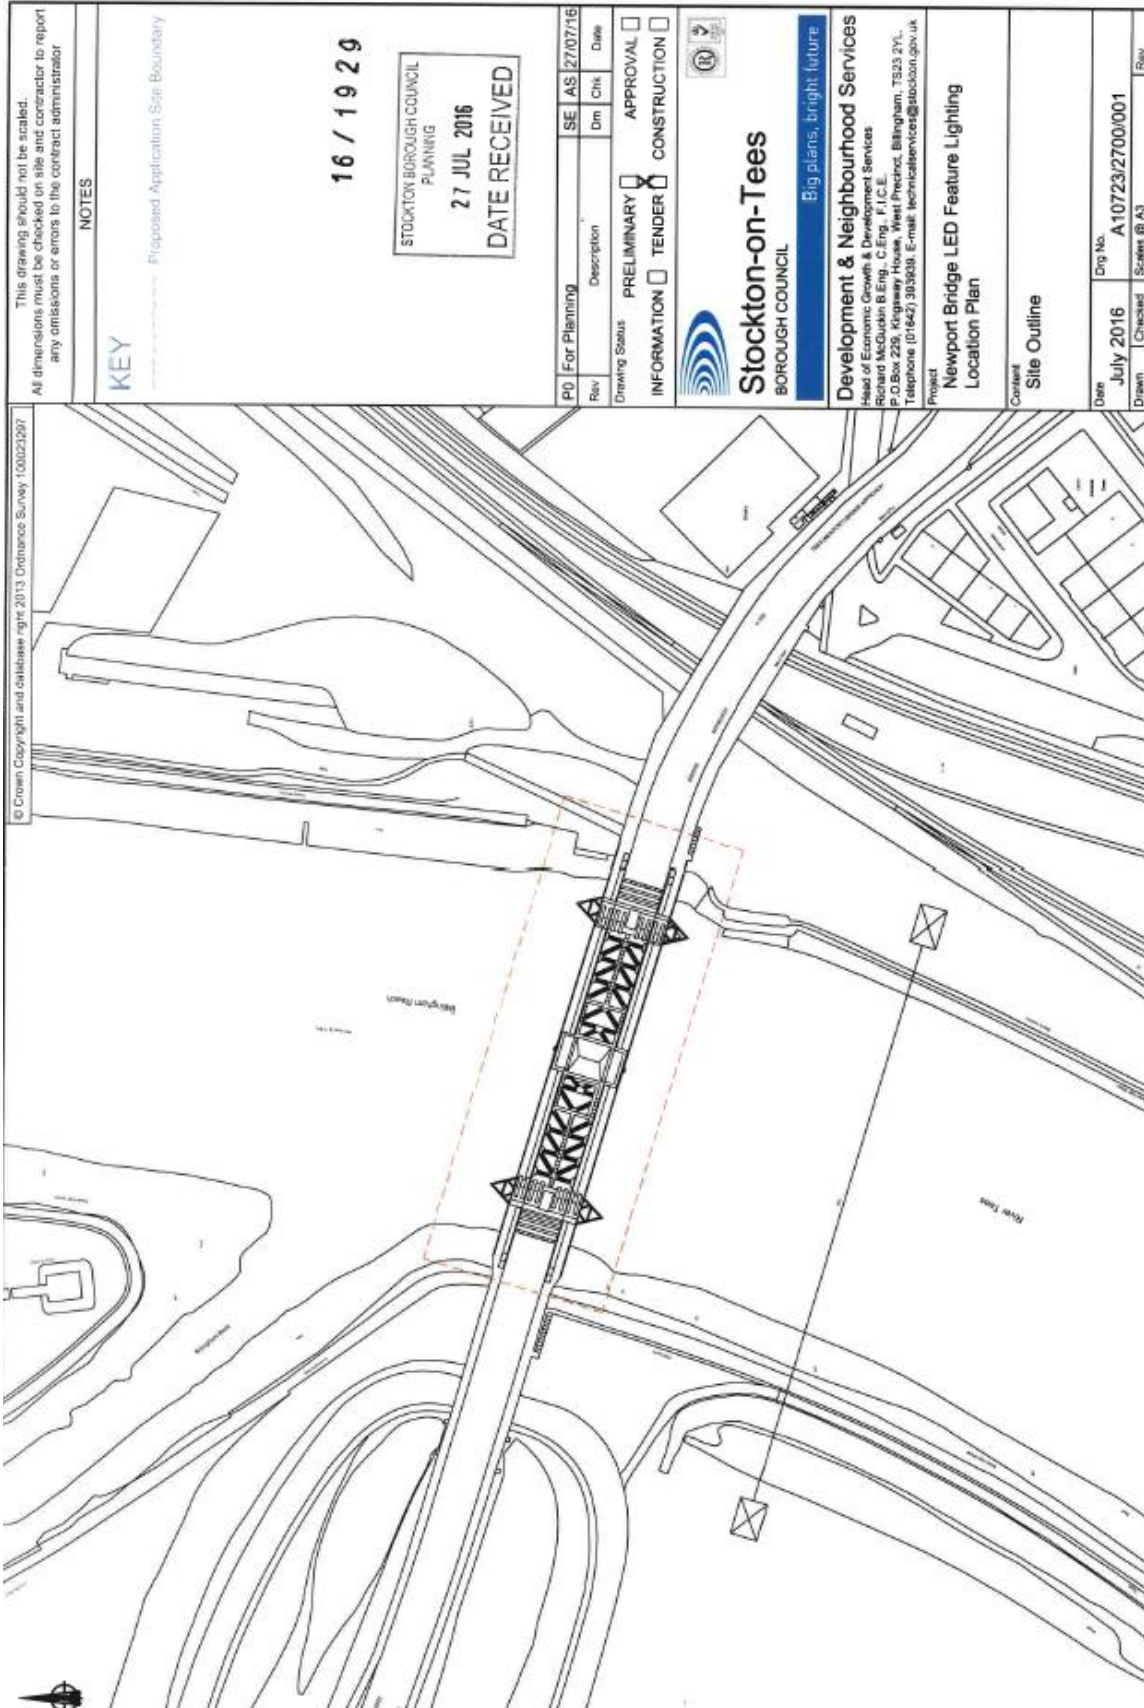 This drawing should not be scaled.
All dimensions must be checked on site and contractor to report
any omissions or errors to the contract administrator
NOTES
KEY
Proposed Application Site Boundary
16/1929
STOCKTON BOROUGH COUNCIL
PLANNING
27 JUL 2016
DATE RECEIVED
P0 For Planning SE AS 27/07/16
Rev Description Drn Chk Date
Drawing Status PRELIMINARY APPROVAL
INFORMATION TENDER CONSTRUCTION
Stockton-on-Tees
BOROUGH COUNCIL
Big plans, bright future
Development & Neighbourhood Services
Head of Economic Growth & Development Services
Richard McGuckin B.Eng., C.Eng., F.I.C.E.
P.O.Box 229, Kingsway House, West Precinct, Billingham, TS23 2YL.
Telephone (01642) 393939. E-mail: technicalservices@stockton.gov.uk
Project
Newport Bridge LED Feature Lighting
Location Plan
Content
Site Outline
Date July 2016
Drg No. A10723/2700/001
Drawn Checked Scales @ A3 Rev
© Crown Copyright and database right 2013 Ordnance Survey 100023297
Billingham Reach
River Tees